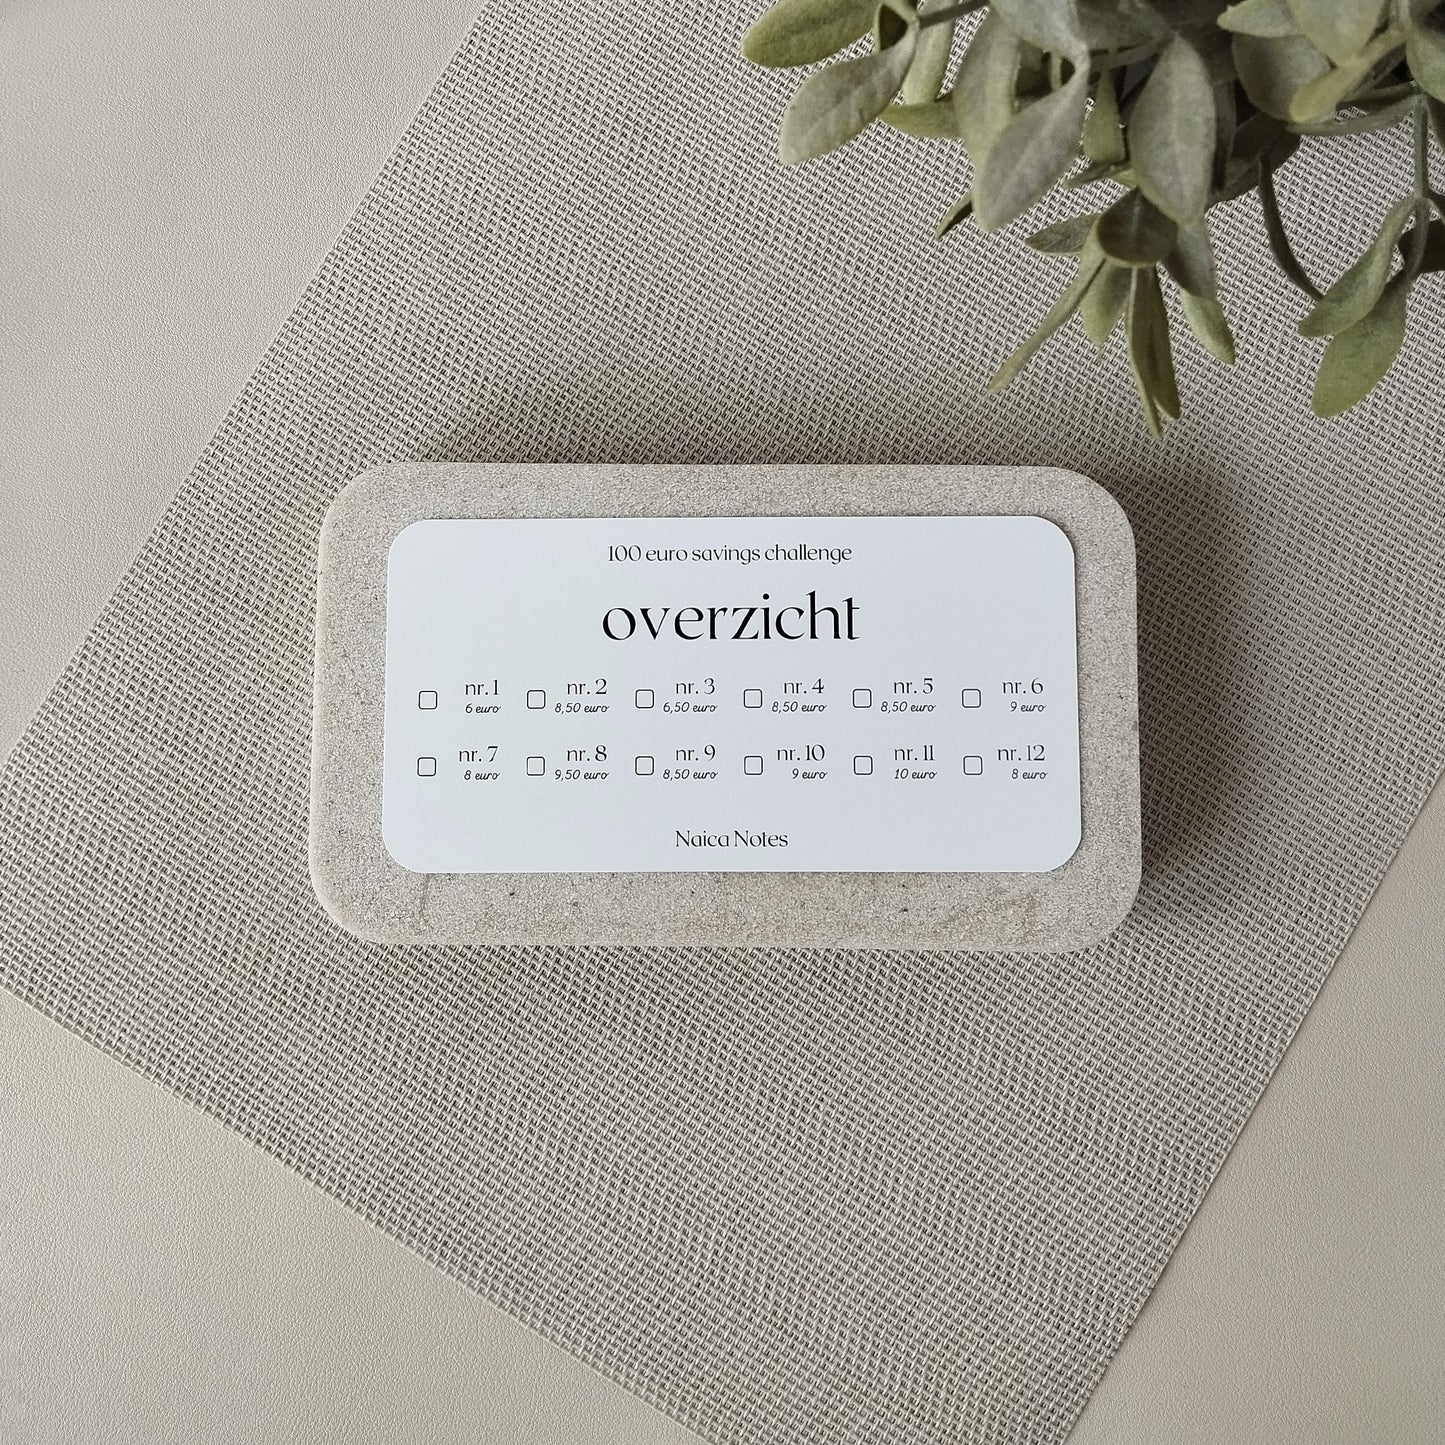 100 euro savings challenge
overzicht
nr. 1 nr. 2 nr. 3 nr. 4 nr. 5 nr. 6
6 euro 8,50 euro 6,50 euro 8,50 euro 8,50 euro 9 euro
nr. 7 nr. 8 nr. 9 nr. 10 nr. 11 nr. 12
8 euro 9,50 euro 8,50 euro 9 euro 10 euro 8 euro
Naica Notes